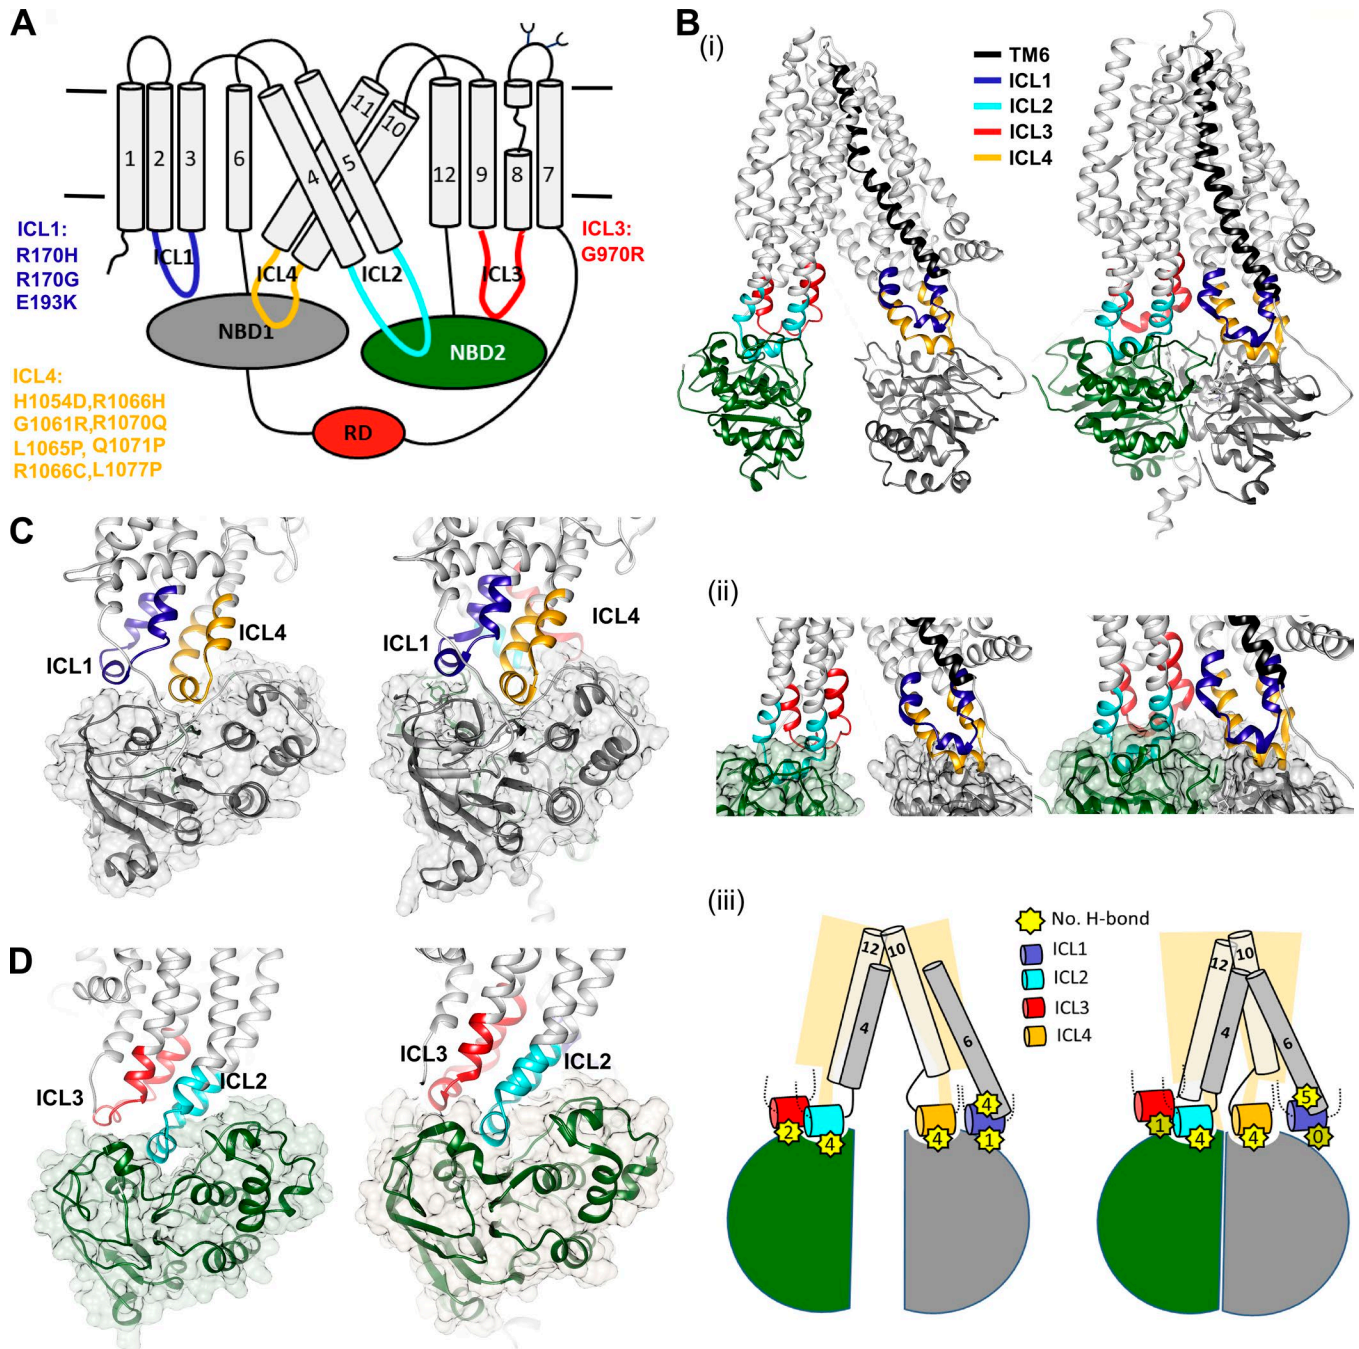 A
1
2
3
6
4
5
11
10
12
9
8
7
ICL1:
R170H
R170G
E193K
ICL1
ICL4
ICL2
ICL3
ICL3:
G970R
NBD1
NBD2
RD
ICL4:
H1054D,R1066H
G1061R,R1070Q
L1065P, Q1071P
R1066C,L1077P
B
(i)
TM6
ICL1
ICL2
ICL3
ICL4
C
ICL1
ICL4
ICL1
ICL4
(ii)
D
ICL3
ICL2
ICL3
ICL2
(iii)
No. H-bond
ICL1
ICL2
ICL3
ICL4
12
10
4
6
2
4
4
4
1
12
10
4
6
1
4
4
5
0